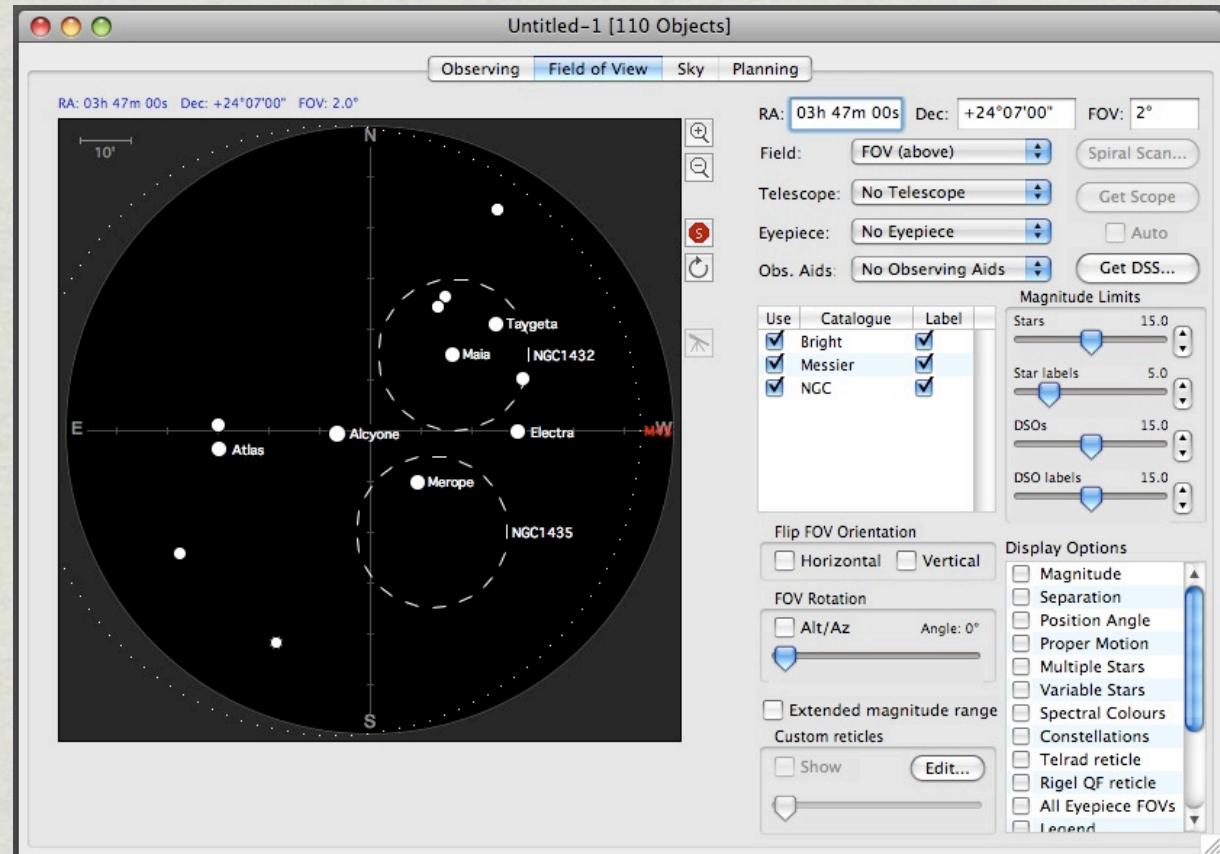 Untitled-1 [110 Objects]
Observing Field of View Sky Planning
RA: 03h 47m 00s Dec: +24°07'00" FOV: 2.0°
10'
N
Taygeta
Maia
NGC1432
E
Alcyone
Electra
W
Atlas
Merope
NGC1435
S
S
RA: 03h 47m 00s Dec: +24°07'00" FOV: 2°
Field: FOV (above) Spiral Scan...
Telescope: No Telescope Get Scope
Eyepiece: No Eyepiece Auto
Obs. Aids: No Observing Aids Get DSS...
Use Catalogue Label
Bright
Messier
NGC
Magnitude Limits
Stars 15.0
Star labels 5.0
DSOs 15.0
DSO labels 15.0
Flip FOV Orientation
Horizontal Vertical
FOV Rotation
Alt/Az Angle: 0°
Extended magnitude range
Custom reticles
Show Edit...
Display Options
Magnitude
Separation
Position Angle
Proper Motion
Multiple Stars
Variable Stars
Spectral Colours
Constellations
Telrad reticle
Rigel QF reticle
All Eyepiece FOVs
Legend